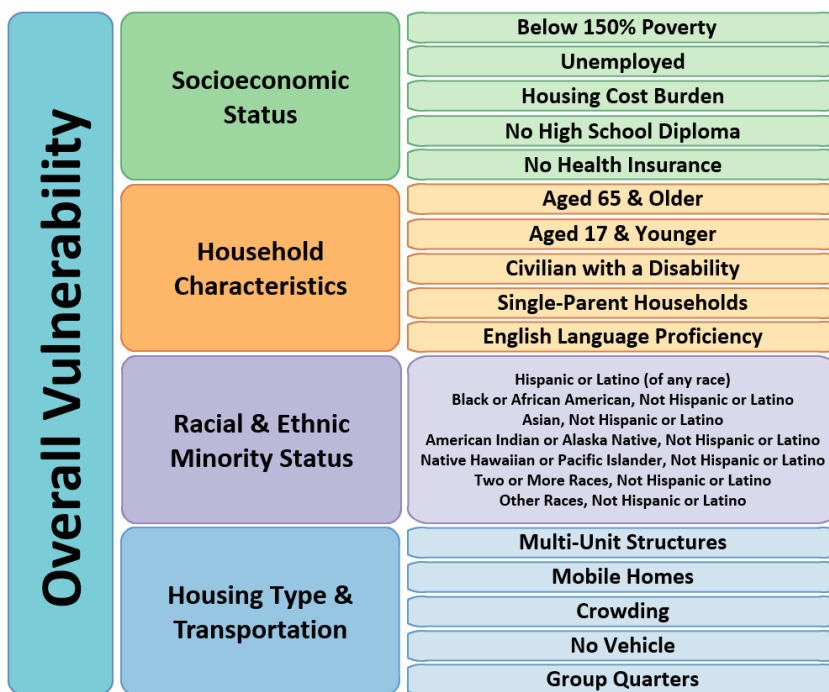 Overall Vulnerability
Socioeconomic
Status
Below 150% Poverty
Unemployed
Housing Cost Burden
No High School Diploma
No Health Insurance
Household
Characteristics
Aged 65 & Older
Aged 17 & Younger
Civilian with a Disability
Single-Parent Households
English Language Proficiency
Racial & Ethnic
Minority Status
Hispanic or Latino (of any race)
Black or African American, Not Hispanic or Latino
Asian, Not Hispanic or Latino
American Indian or Alaska Native, Not Hispanic or Latino
Native Hawaiian or Pacific Islander, Not Hispanic or Latino
Two or More Races, Not Hispanic or Latino
Other Races, Not Hispanic or Latino
Housing Type &
Transportation
Multi-Unit Structures
Mobile Homes
Crowding
No Vehicle
Group Quarters